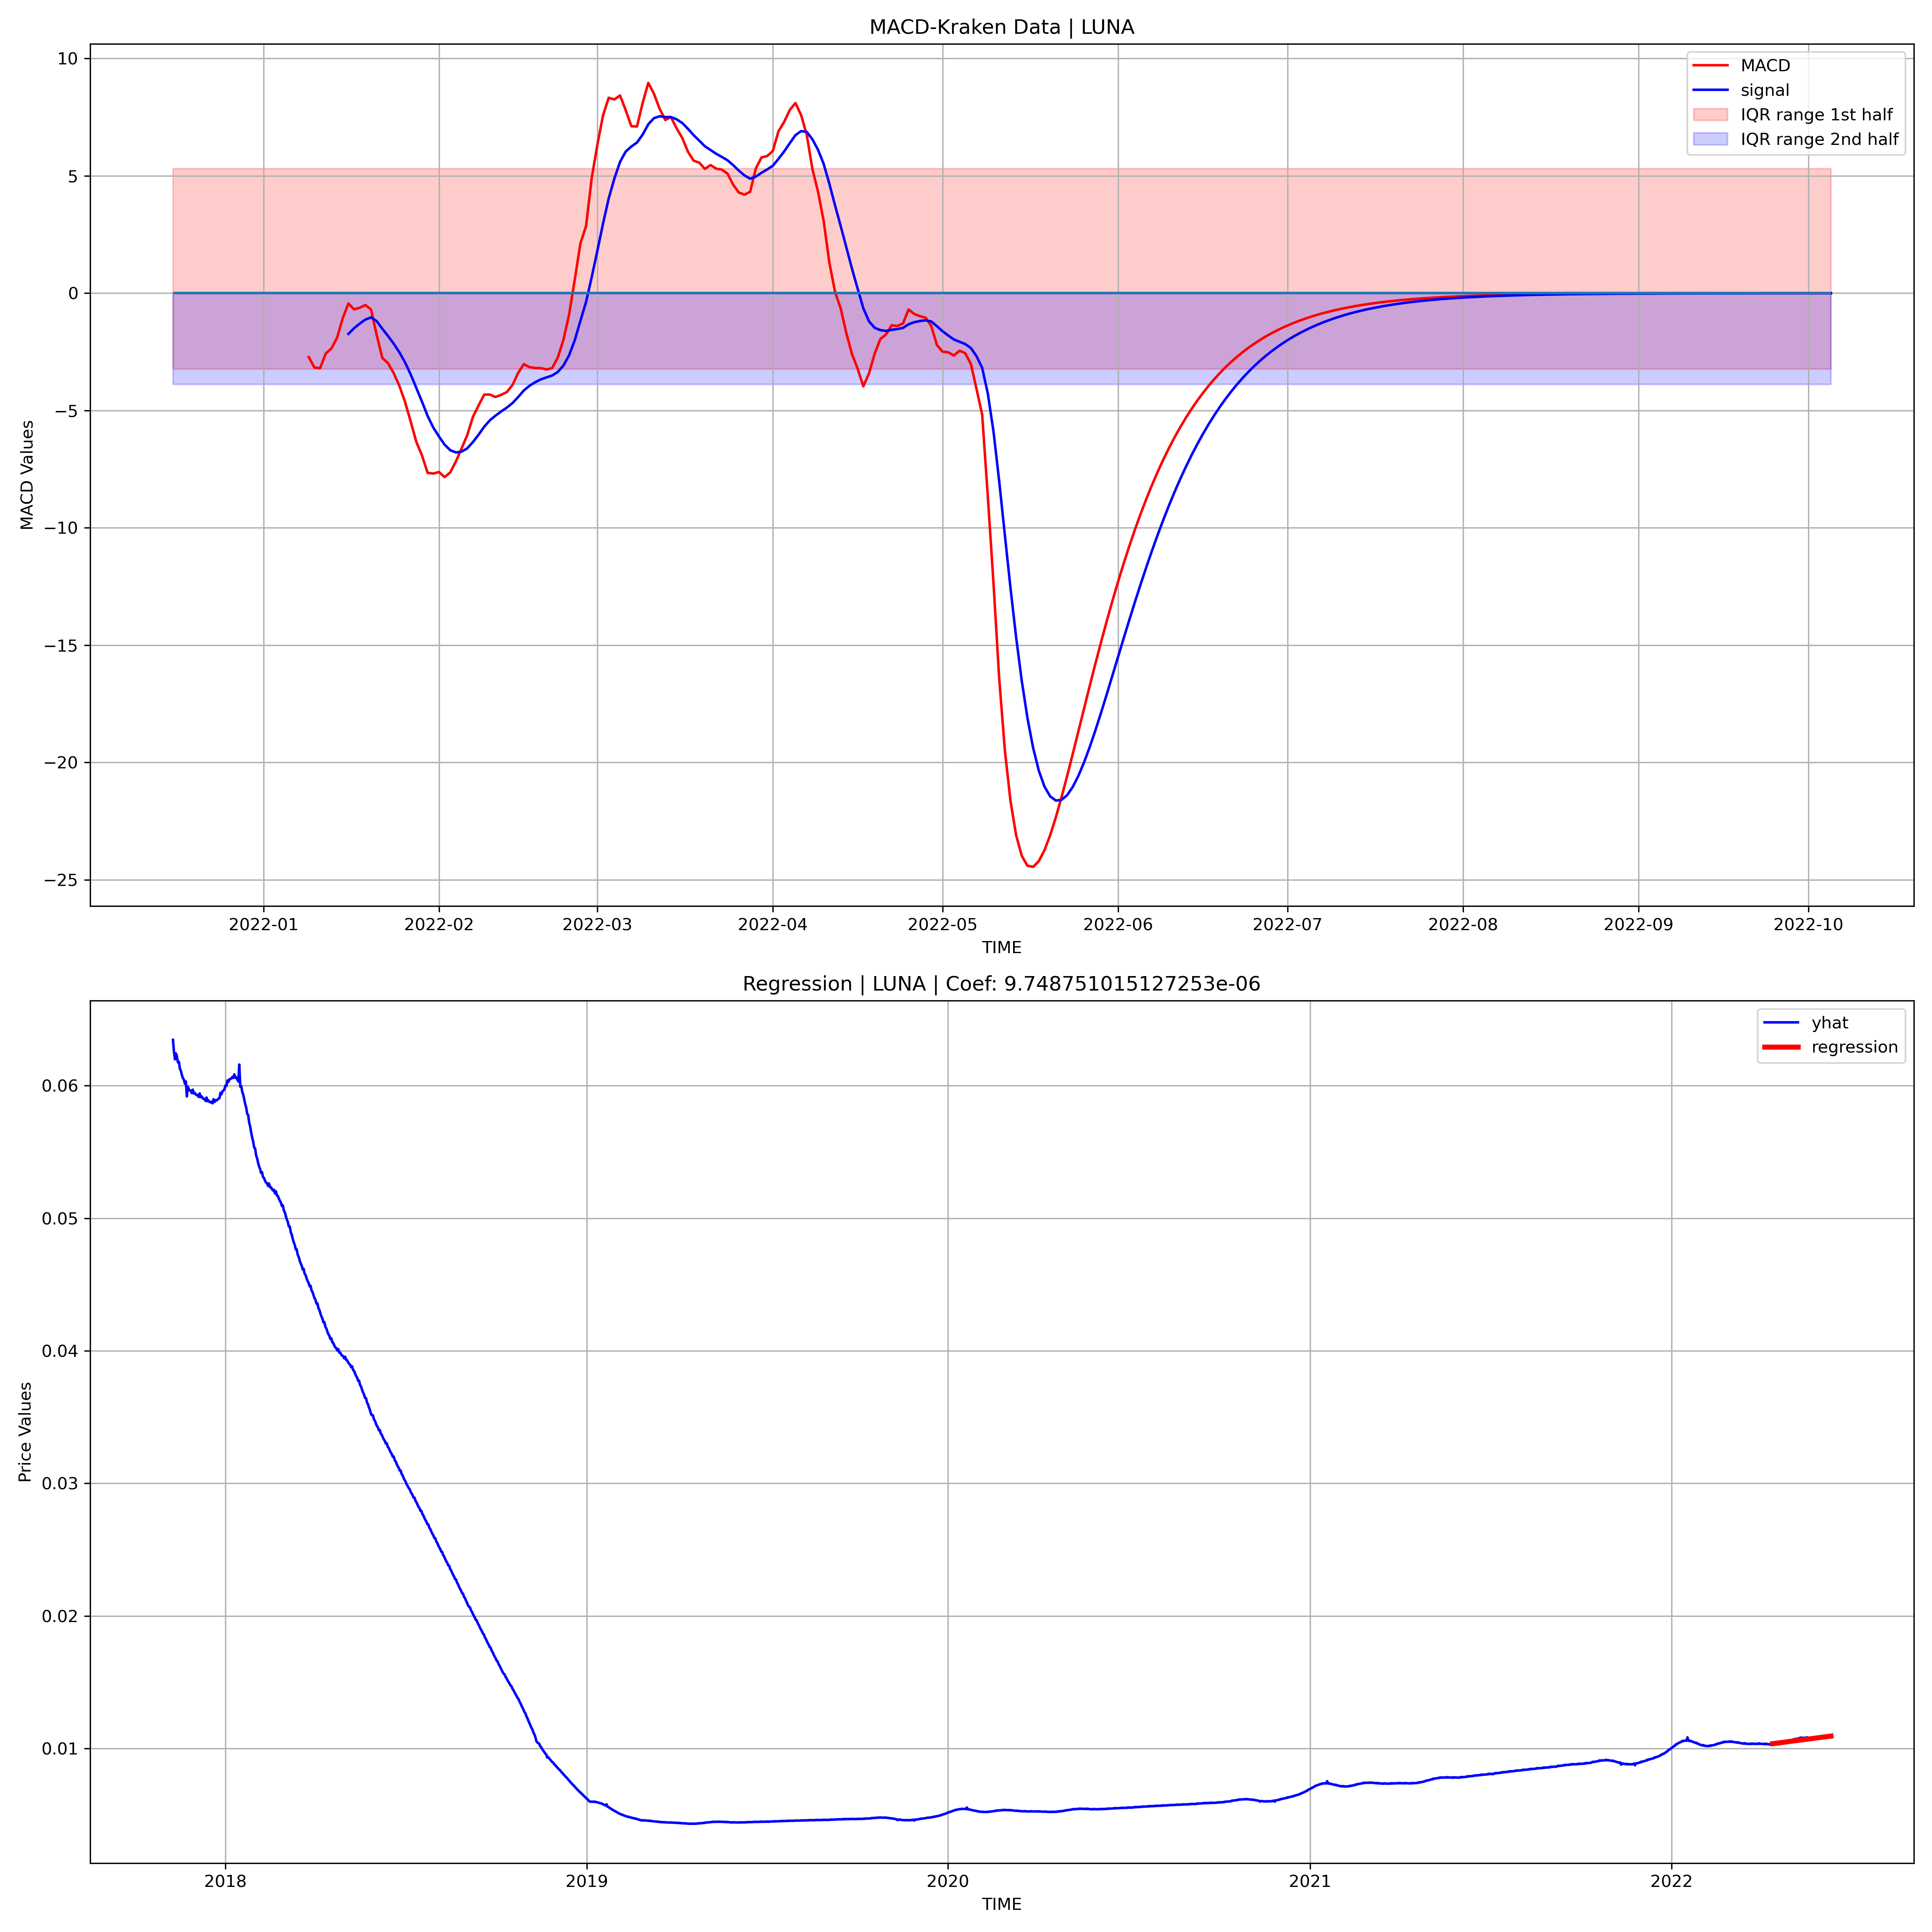 MACD-Kraken Data | LUNA
10
5
0
−5
−10
−15
−20
−25
MACD Values
MACD
signal
IQR range 1st half
IQR range 2nd half
2022-01 2022-02 2022-03 2022-04 2022-05 2022-06 2022-07 2022-08 2022-09 2022-10
TIME
Regression | LUNA | Coef: 9.748751015127253e-06
0.06
0.05
0.04
0.03
0.02
0.01
Price Values
yhat
regression
2018 2019 2020 2021 2022
TIME